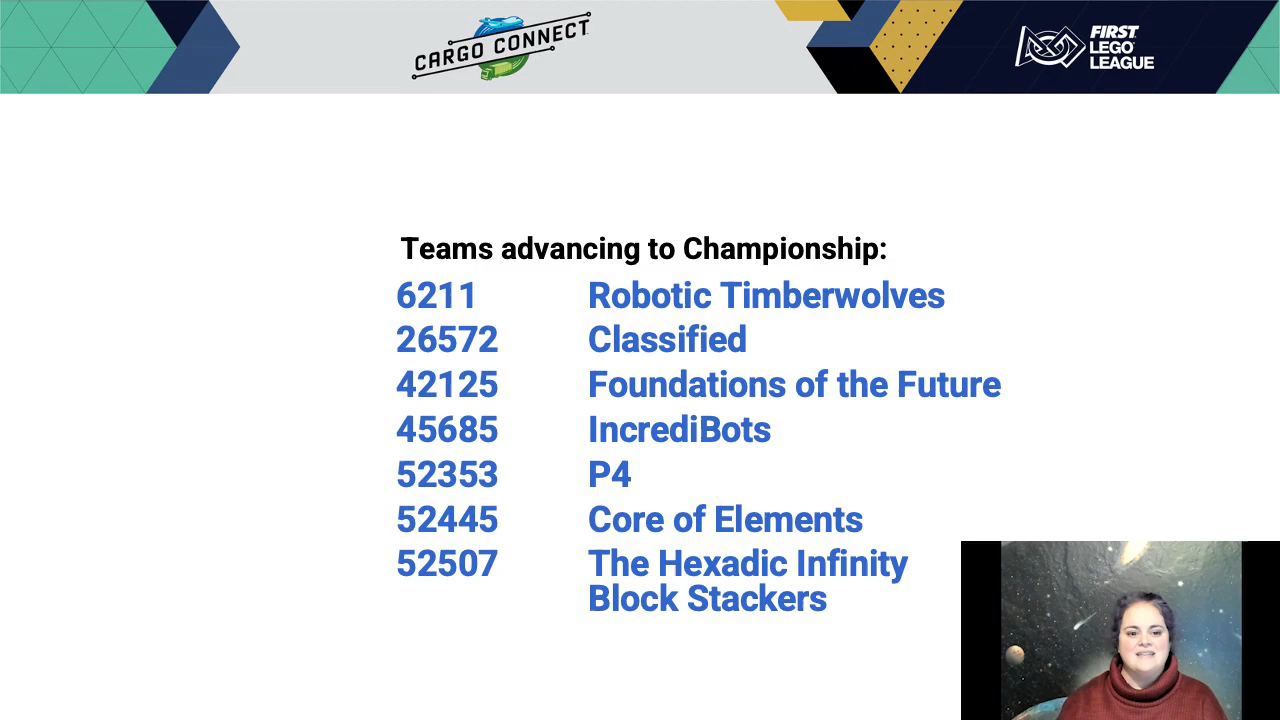 CARGO CONNECT
FIRST
LEGO
LEAGUE
Teams advancing to Championship:
6211 Robotic Timberwolves
26572 Classified
42125 Foundations of the Future
45685 IncrediBots
52353 P4
52445 Core of Elements
52507 The Hexadic Infinity
Block Stackers